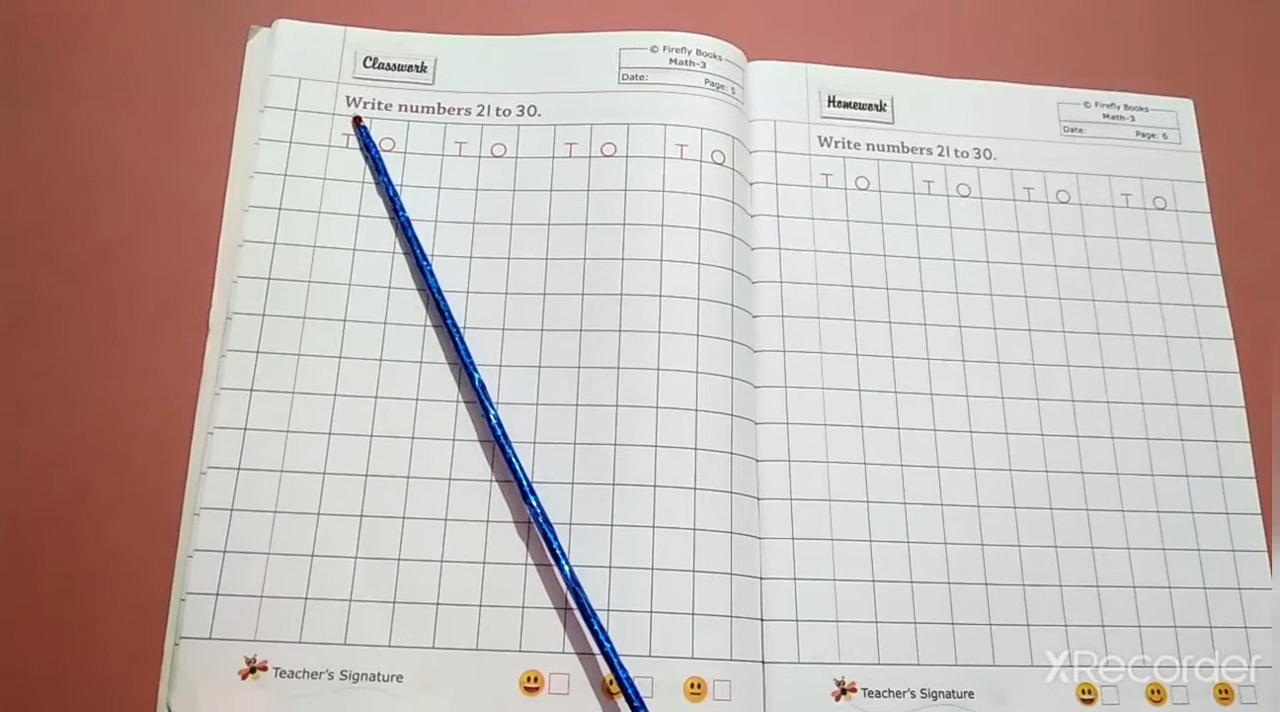 Classwork
© Firefly Books
Math-3
Date: Page: 5
Write numbers 21 to 30.
T O T O T O T O
Teacher's Signature
Homework
© Firefly Books
Math-3
Date: Page: 6
Write numbers 21 to 30.
T O T O T O T O
Teacher's Signature
XRecorder